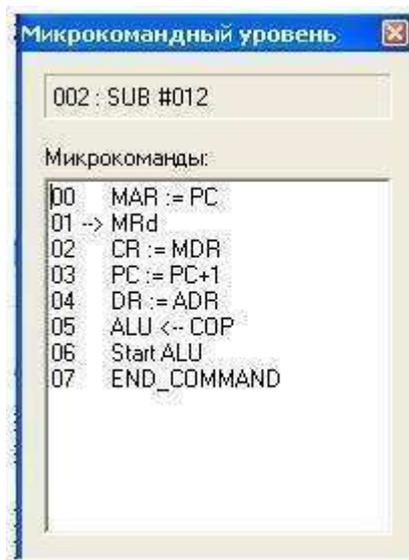 Микрокомандный уровень
002 : SUB #012
Микрокоманды:
00 MAR := PC
01 --> MRd
02 CR := MDR
03 PC := PC+1
04 DR := ADR
05 ALU <-- COP
06 Start ALU
07 END_COMMAND